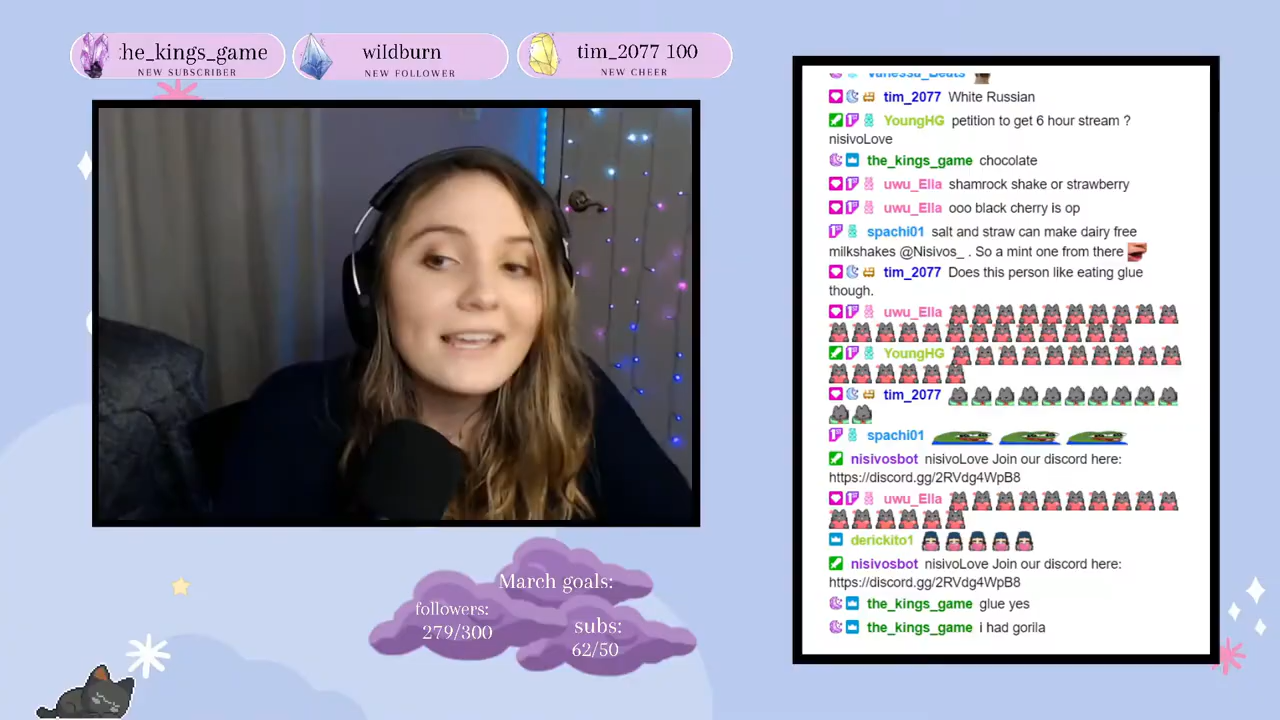 he_kings_game
NEW SUBSCRIBER
wildburn
NEW FOLLOWER
tim_2077 100
NEW CHEER
vanessa_Beats
tim_2077 White Russian
YoungHG petition to get 6 hour stream ?
nisivoLove
the_kings_game chocolate
uwu_Ella shamrock shake or strawberry
uwu_Ella ooo black cherry is op
spachi01 salt and straw can make dairy free
milkshakes @Nisivos_ . So a mint one from there
tim_2077 Does this person like eating glue
though.
uwu_Ella
YoungHG
tim_2077
spachi01
nisivosbot nisivoLove Join our discord here:
https://discord.gg/2RVdg4WpB8
uwu_Ella
derickito1
nisivosbot nisivoLove Join our discord here:
https://discord.gg/2RVdg4WpB8
the_kings_game glue yes
the_kings_game i had gorila
March goals:
followers:
279/300
subs:
62/50